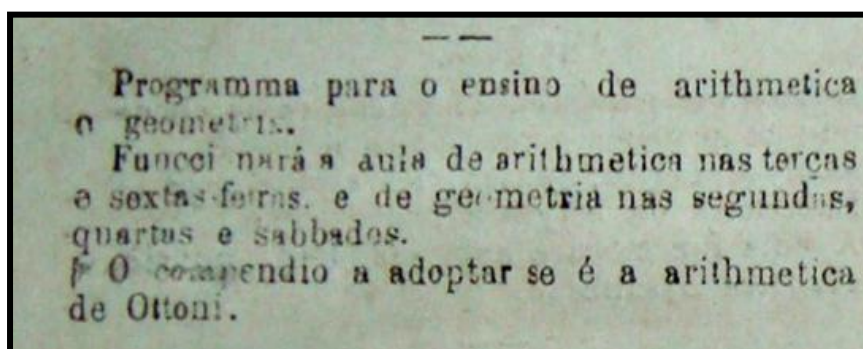 — —
Programma para o ensino de arithmetica
e geometria.
Funcci nará a aula de arithmetica nas terças
e sextas-feiras. e de geometria nas segundas,
quartas e sabbados.
O compendio a adoptar se é a arithmetica
de Ottoni.